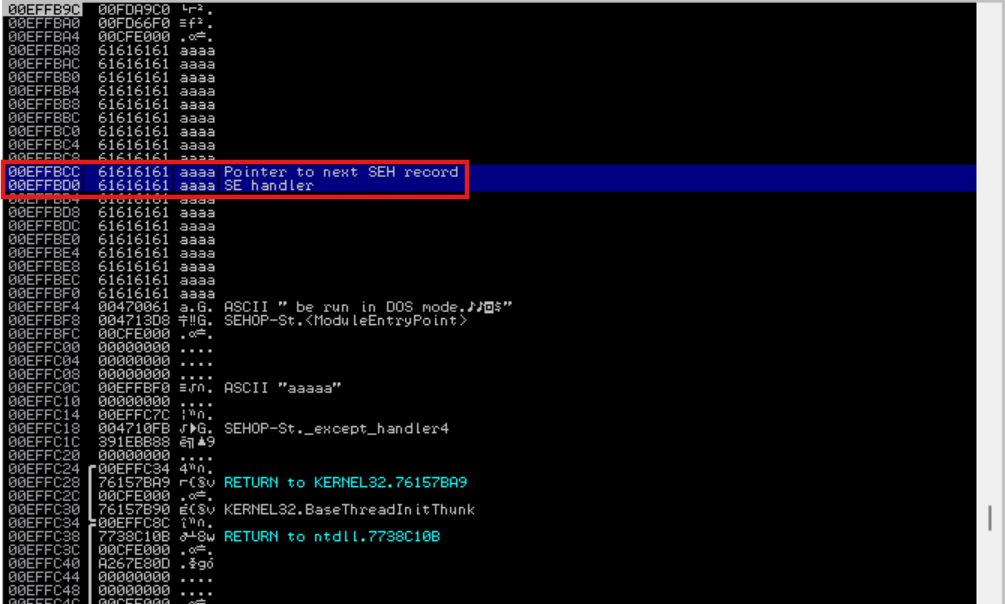 00EFFB9C 00FDA9C0 └┌².
00EFFBA0 00FD66F0 ≡f².
00EFFBA4 00CFE000 .α╧.
00EFFBA8 61616161 aaaa
00EFFBAC 61616161 aaaa
00EFFBB0 61616161 aaaa
00EFFBB4 61616161 aaaa
00EFFBB8 61616161 aaaa
00EFFBBC 61616161 aaaa
00EFFBC0 61616161 aaaa
00EFFBC4 61616161 aaaa
00EFFBC8 61616161 aaaa
00EFFBCC 61616161 aaaa Pointer to next SEH record
00EFFBD0 61616161 aaaa SE handler
00EFFBD4 61616161 aaaa
00EFFBD8 61616161 aaaa
00EFFBDC 61616161 aaaa
00EFFBE0 61616161 aaaa
00EFFBE4 61616161 aaaa
00EFFBE8 61616161 aaaa
00EFFBEC 61616161 aaaa
00EFFBF0 61616161 aaaa
00EFFBF4 00470061 a.G. ASCII " be run in DOS mode.♪♪◙$"
00EFFBF8 004713D8 ╪‼G. SEHOP-St.<ModuleEntryPoint>
00EFFBFC 00CFE000 .α╧.
00EFFC00 00000000 ....
00EFFC04 00000000 ....
00EFFC08 00000000 ....
00EFFC0C 00EFFBF0 ≡√∩. ASCII "aaaaa"
00EFFC10 00000000 ....
00EFFC14 00EFFC7C |ⁿ∩.
00EFFC18 004710FB √►G. SEHOP-St._except_handler4
00EFFC1C 391EBB88 ê╗▲9
00EFFC20 00000000 ....
00EFFC24 00EFFC34 4ⁿ∩.
00EFFC28 76157BA9 ⌐{§v RETURN to KERNEL32.76157BA9
00EFFC2C 00CFE000 .α╧.
00EFFC30 76157B90 É{§v KERNEL32.BaseThreadInitThunk
00EFFC34 00EFFC8C îⁿ∩.
00EFFC38 7738C10B ♂┴8w RETURN to ntdll.7738C10B
00EFFC3C 00CFE000 .α╧.
00EFFC40 A267E80D .Φgó
00EFFC44 00000000 ....
00EFFC48 00000000 ....
00EFFC4C 00CFE000 .α╧.